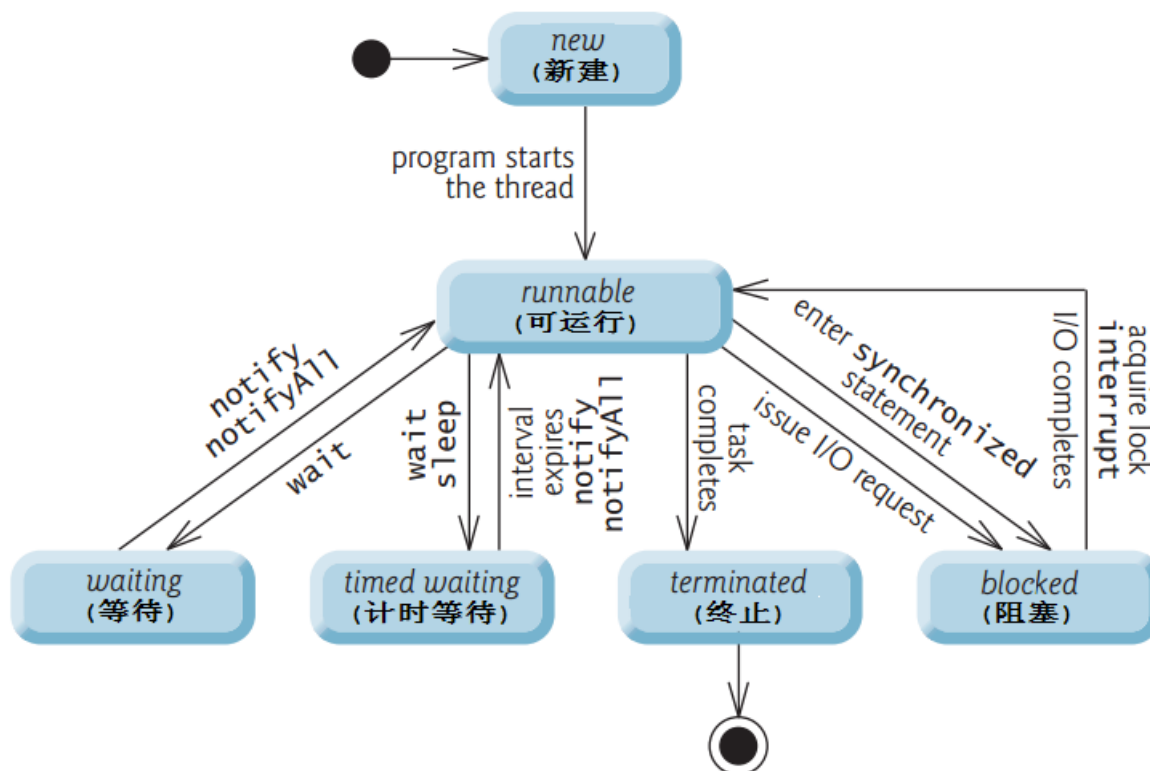 new
(新建)
program starts
the thread
runnable
(可运行)
notify
notifyAll
wait
wait
sleep
interval
expires
notify
notifyAll
task
completes
issue I/O request
enter synchronized
statement
acquire lock
interrupt
I/O completes
waiting
(等待)
timed waiting
(计时等待)
terminated
(终止)
blocked
(阻塞)